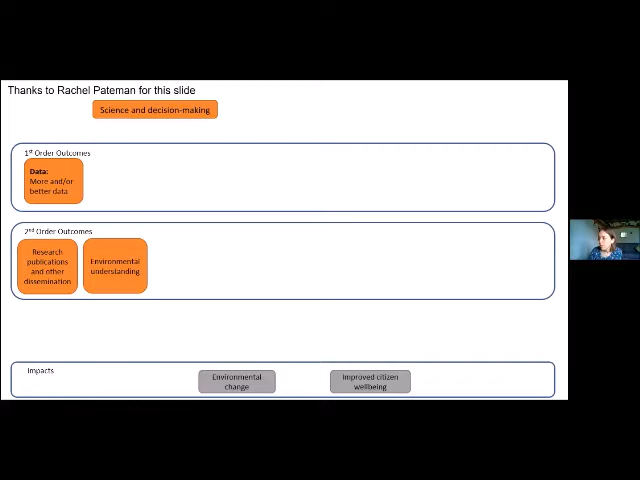 Thanks to Rachel Pateman for this slide
Science and decision-making
1st Order Outcomes
Data:
More and/or
better data
2nd Order Outcomes
Research
publications
and other
dissemination
Environmental
understanding
Impacts
Environmental
change
Improved citizen
wellbeing